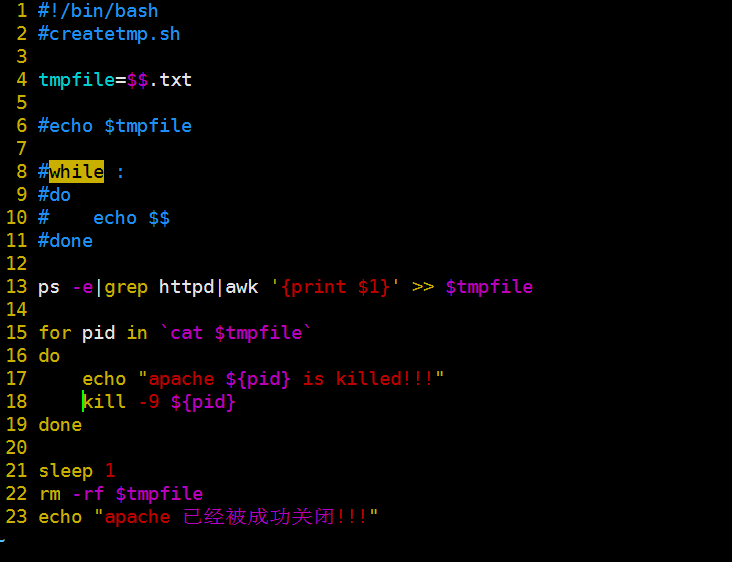 1 #!/bin/bash
2 #createtmp.sh
3
4 tmpfile=$$.txt
5
6 #echo $tmpfile
7
8 #while :
9 #do
10 #    echo $$
11 #done
12
13 ps -e|grep httpd|awk '{print $1}' >> $tmpfile
14
15 for pid in `cat $tmpfile`
16 do
17     echo "apache ${pid} is killed!!!"
18     kill -9 ${pid}
19 done
20
21 sleep 1
22 rm -rf $tmpfile
23 echo "apache 已经被成功关闭!!!"
~